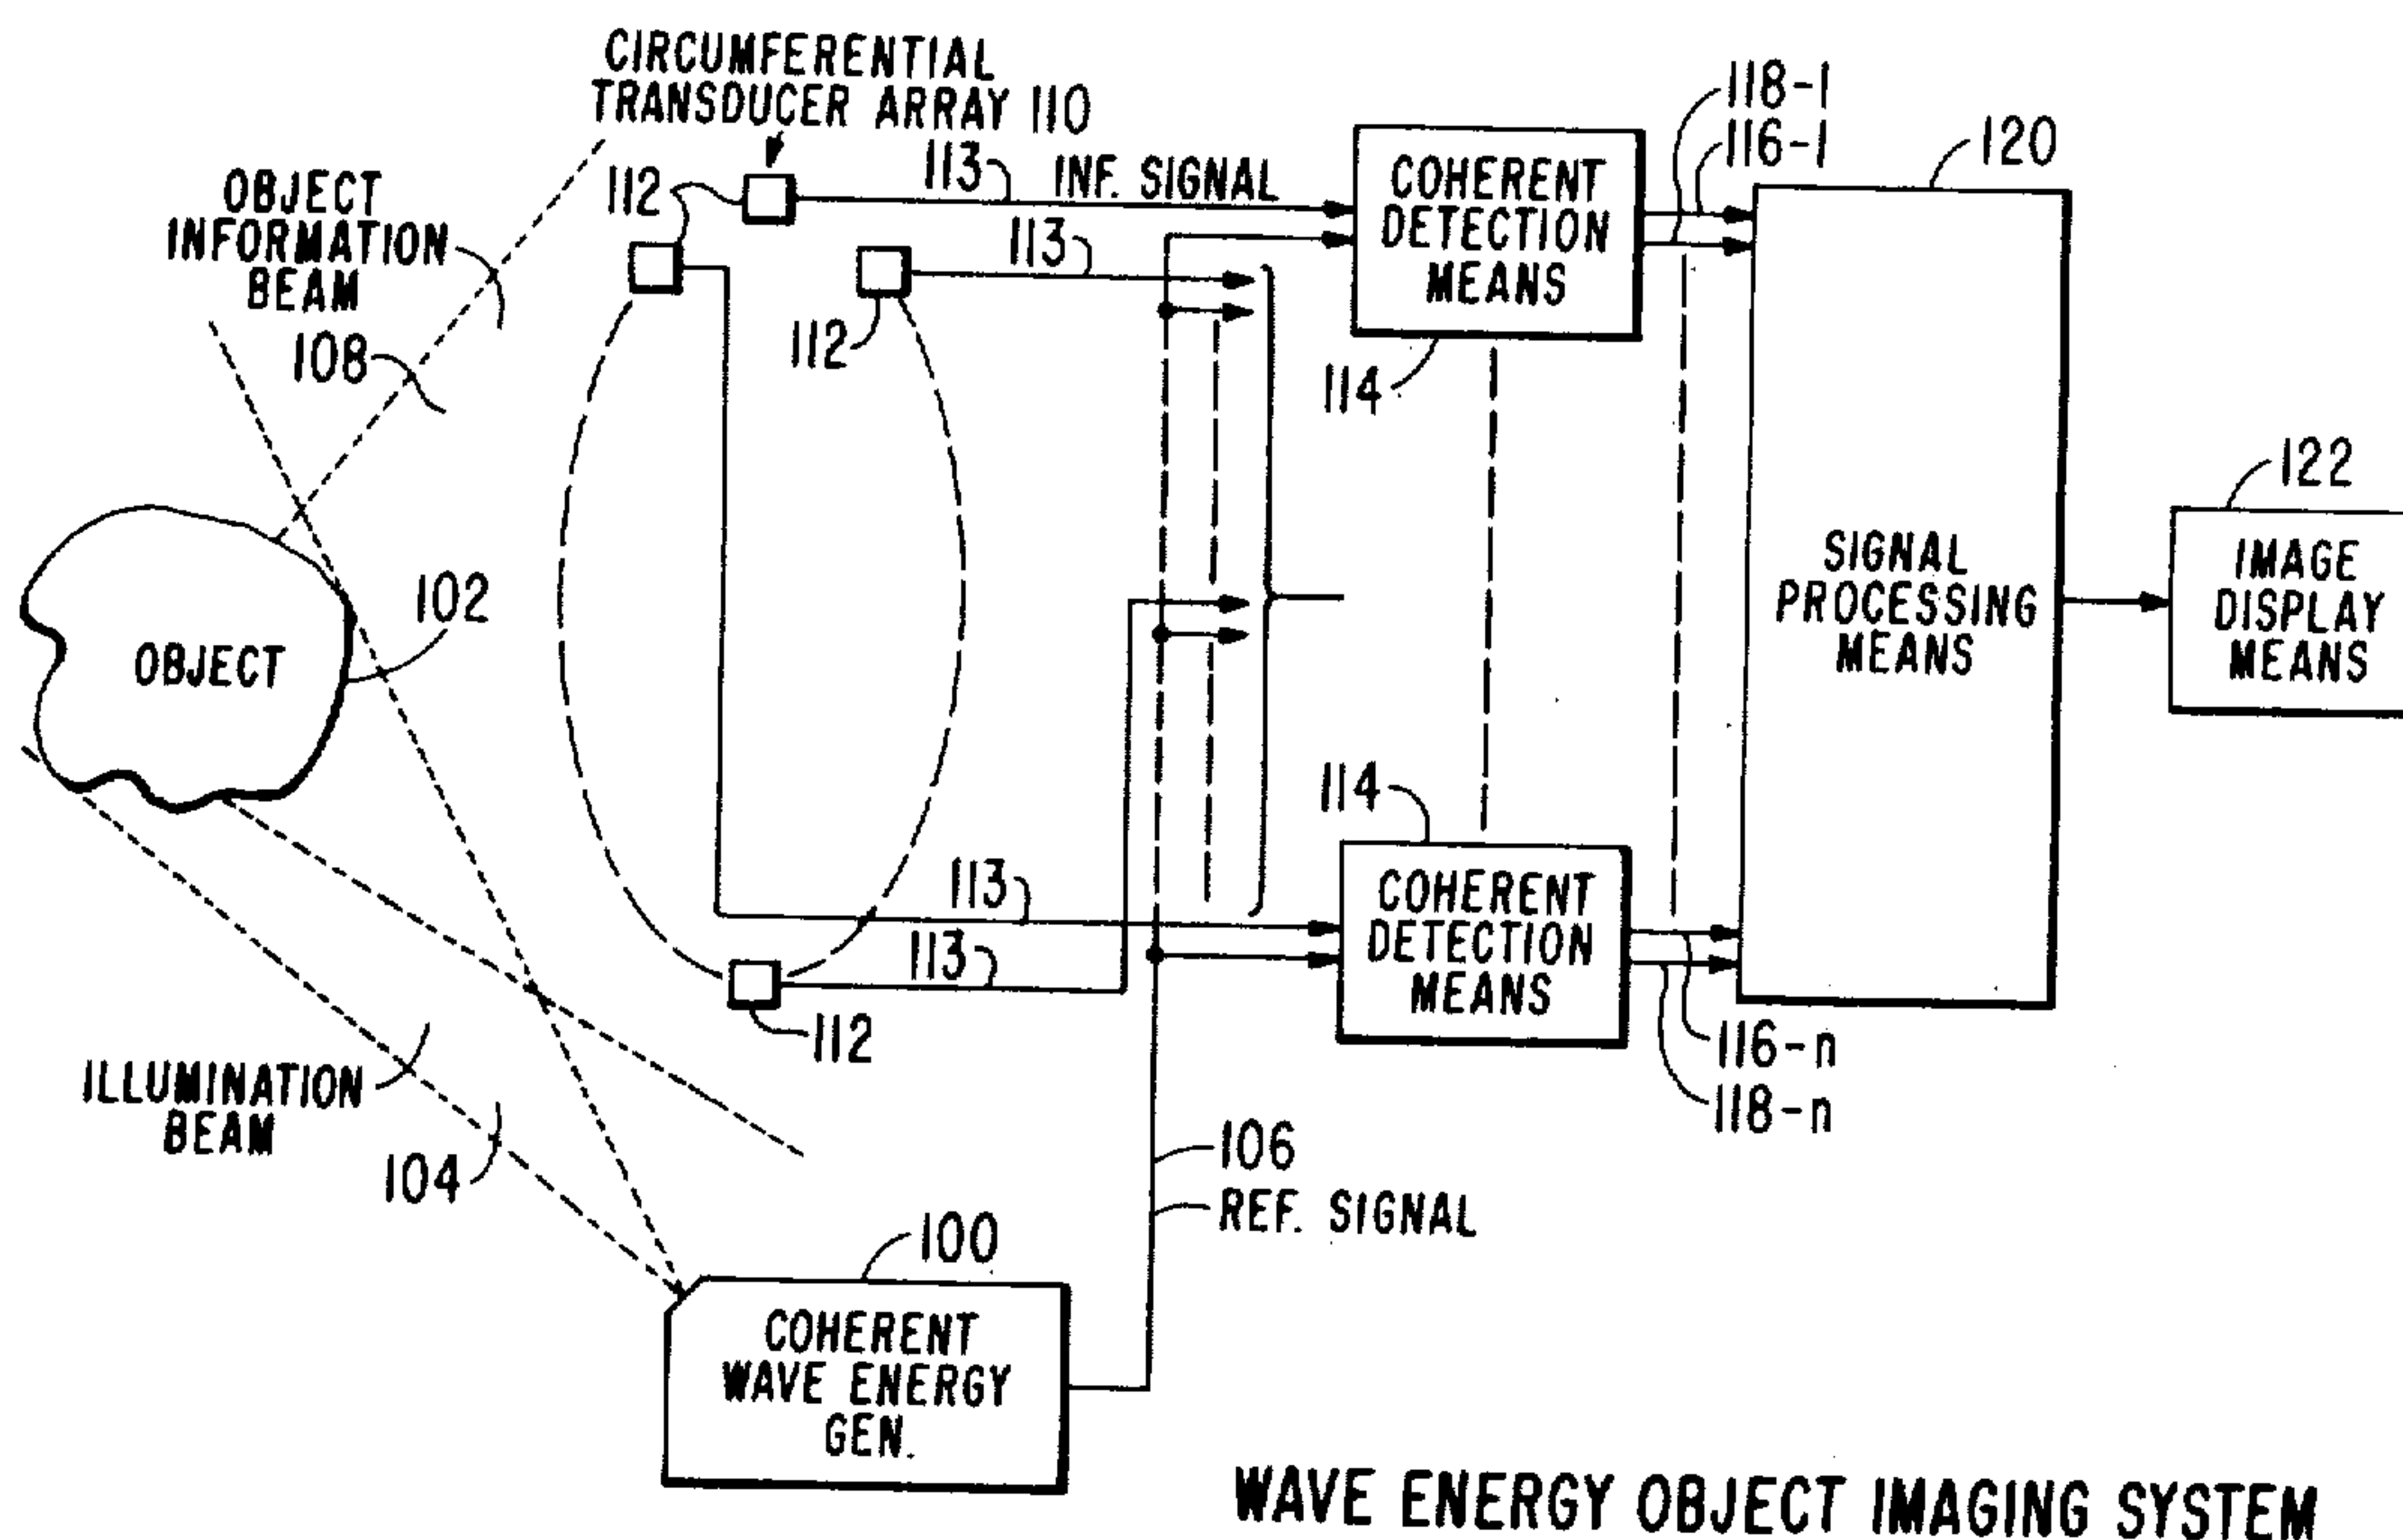 CIRCUMFERENTIAL
TRANSDUCER ARRAY 110
118-1
116-1
120
OBJECT
INFORMATION
BEAM
112
113
INF. SIGNAL
COHERENT
DETECTION
MEANS
113
108
112
114
122
102
OBJECT
SIGNAL
PROCESSING
MEANS
IMAGE
DISPLAY
MEANS
114
113
COHERENT
DETECTION
MEANS
113
112
116-n
118-n
ILLUMINATION
BEAM
104
106
REF. SIGNAL
100
COHERENT
WAVE ENERGY
GEN.
WAVE ENERGY OBJECT IMAGING SYSTEM